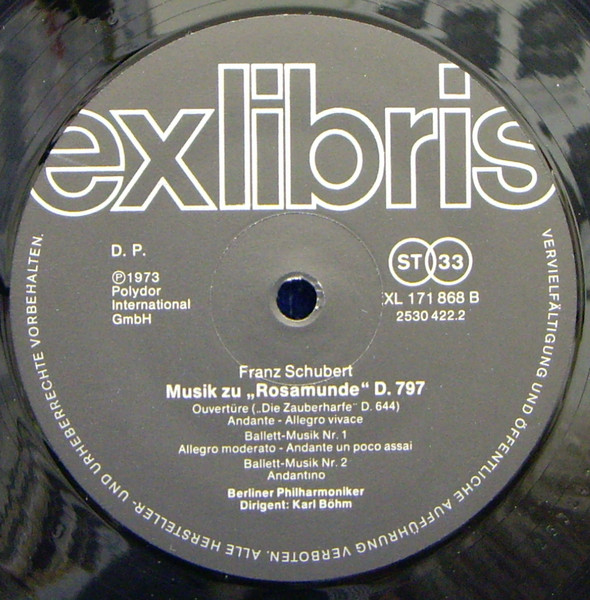 exlibris
D. P.
℗1973
Polydor
International
GmbH
ST 33
XL 171 868 B
2530 422.2
Franz Schubert
Musik zu „Rosamunde“ D. 797
Ouvertüre („Die Zauberharfe“ D. 644)
Andante - Allegro vivace
Ballett-Musik Nr. 1
Allegro moderato - Andante un poco assai
Ballett-Musik Nr. 2
Andantino
Berliner Philharmoniker
Dirigent: Karl Böhm
VERVIELFÄLTIGUNG UND ÖFFENTLICHE AUFFÜHRUNG VERBOTEN. ALLE HERSTELLER- UND URHEBERRECHTE VORBEHALTEN.